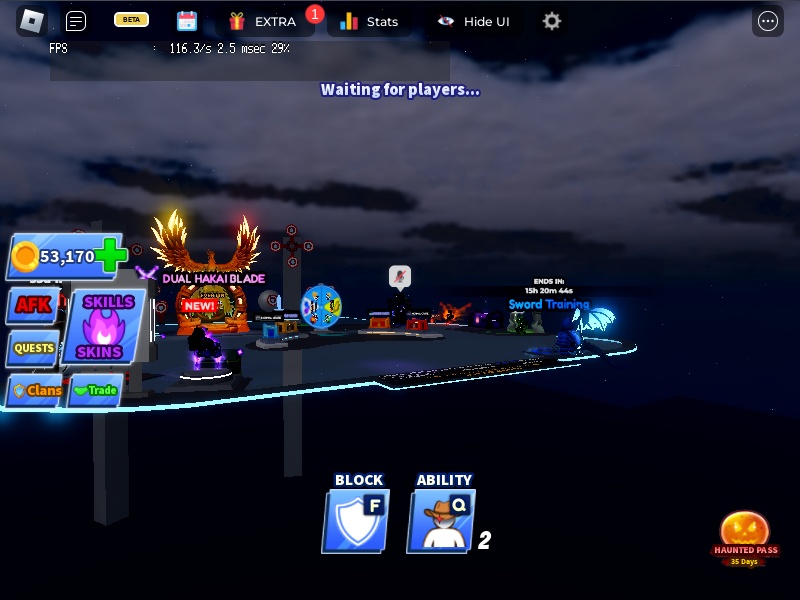 BETA
EXTRA
1
Stats
Hide UI
FPS : 116.3/s 2.5 msec 29%
Waiting for players...
53,170
DUAL HAKAI BLADE
NEW!
ENDS IN:
15h 20m 44s
Sword Training
AFK
SKILLS
SKINS
QUESTS
Clans
Trade
BLOCK
F
ABILITY
Q
2
HAUNTED PASS
35 Days